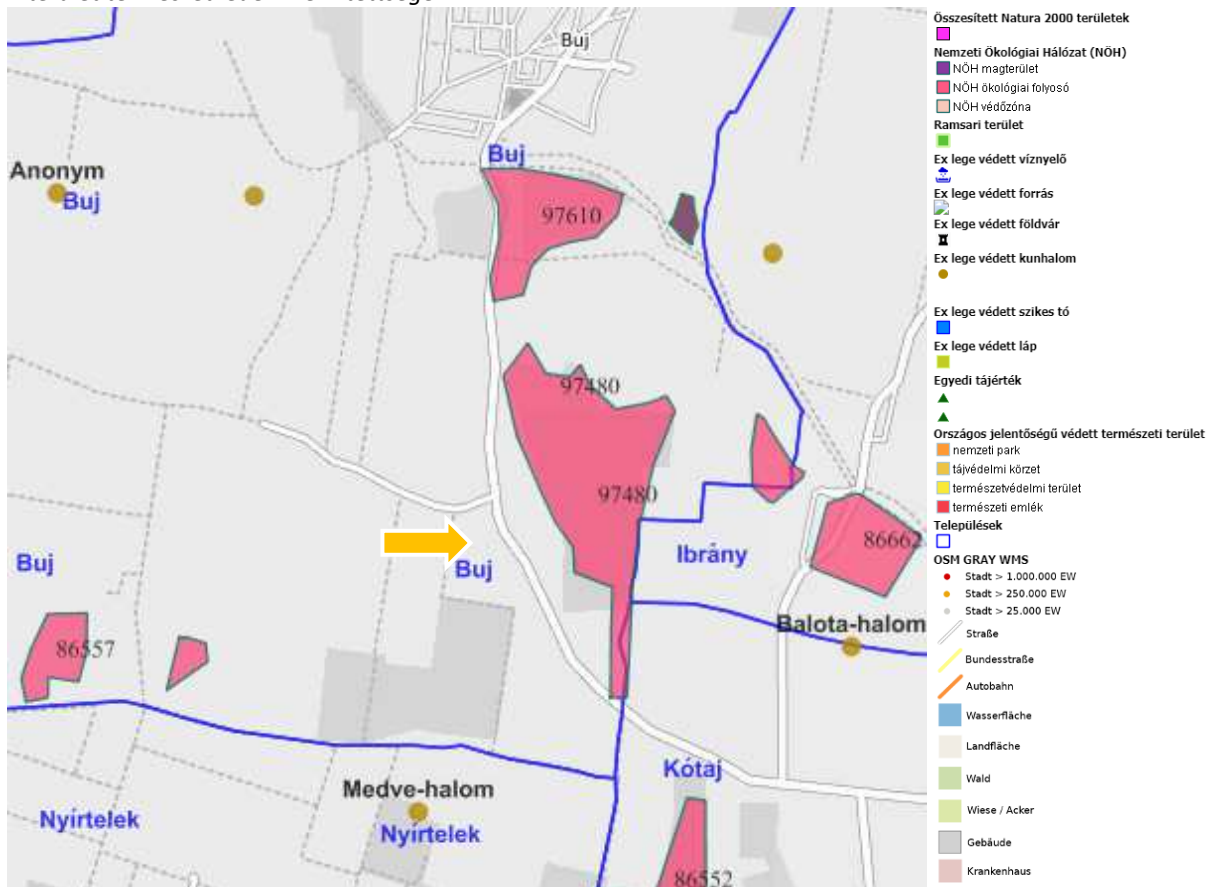 Buj
Buj
97610
Anonym
Buj
97480
97480
Buj
Ibrány
86662
Buj
Balota-halom
86557
Kótaj
Medve-halom
Nyírtelek
Nyírtelek
86552
Összesített Natura 2000 területek
Nemzeti Ökológiai Hálózat (NÖH)
NÖH magterület
NÖH ökológiai folyosó
NÖH védőzóna
Ramsari terület
Ex lege védett víznyelő
Ex lege védett forrás
Ex lege védett földvár
Ex lege védett kunhalom
Ex lege védett szikes tó
Ex lege védett láp
Egyedi tájérték
Országos jelentőségű védett természeti terület
nemzeti park
tájvédelmi körzet
természetvédelmi terület
természeti emlék
Települések
OSM GRAY WMS
Stadt > 1.000.000 EW
Stadt > 250.000 EW
Stadt > 25.000 EW
Straße
Bundesstraße
Autobahn
Wasserfläche
Landfläche
Wald
Wiese / Acker
Gebäude
Krankenhaus